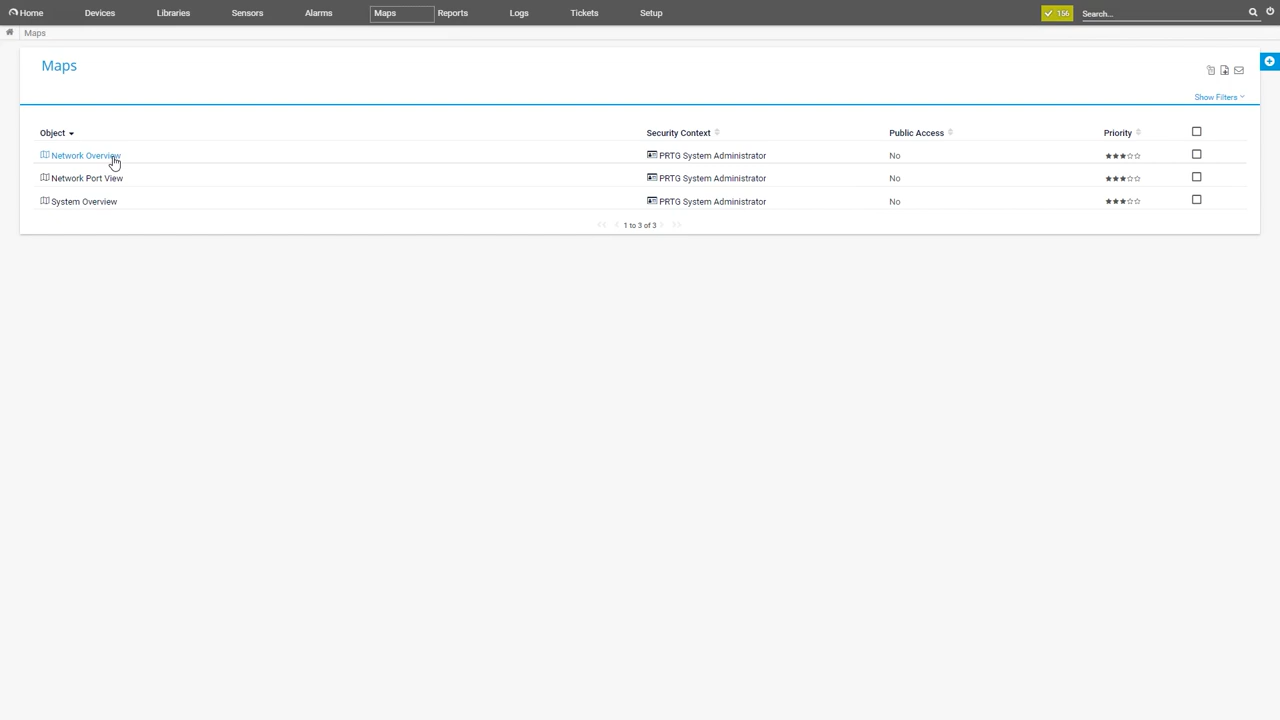 Home Devices Libraries Sensors Alarms Maps Reports Logs Tickets Setup 156 Search...
Maps
Maps
Show Filters
Object Security Context Public Access Priority
Network Overview PRTG System Administrator No
Network Port View PRTG System Administrator No
System Overview PRTG System Administrator No
<< < 1 to 3 of 3 > >>